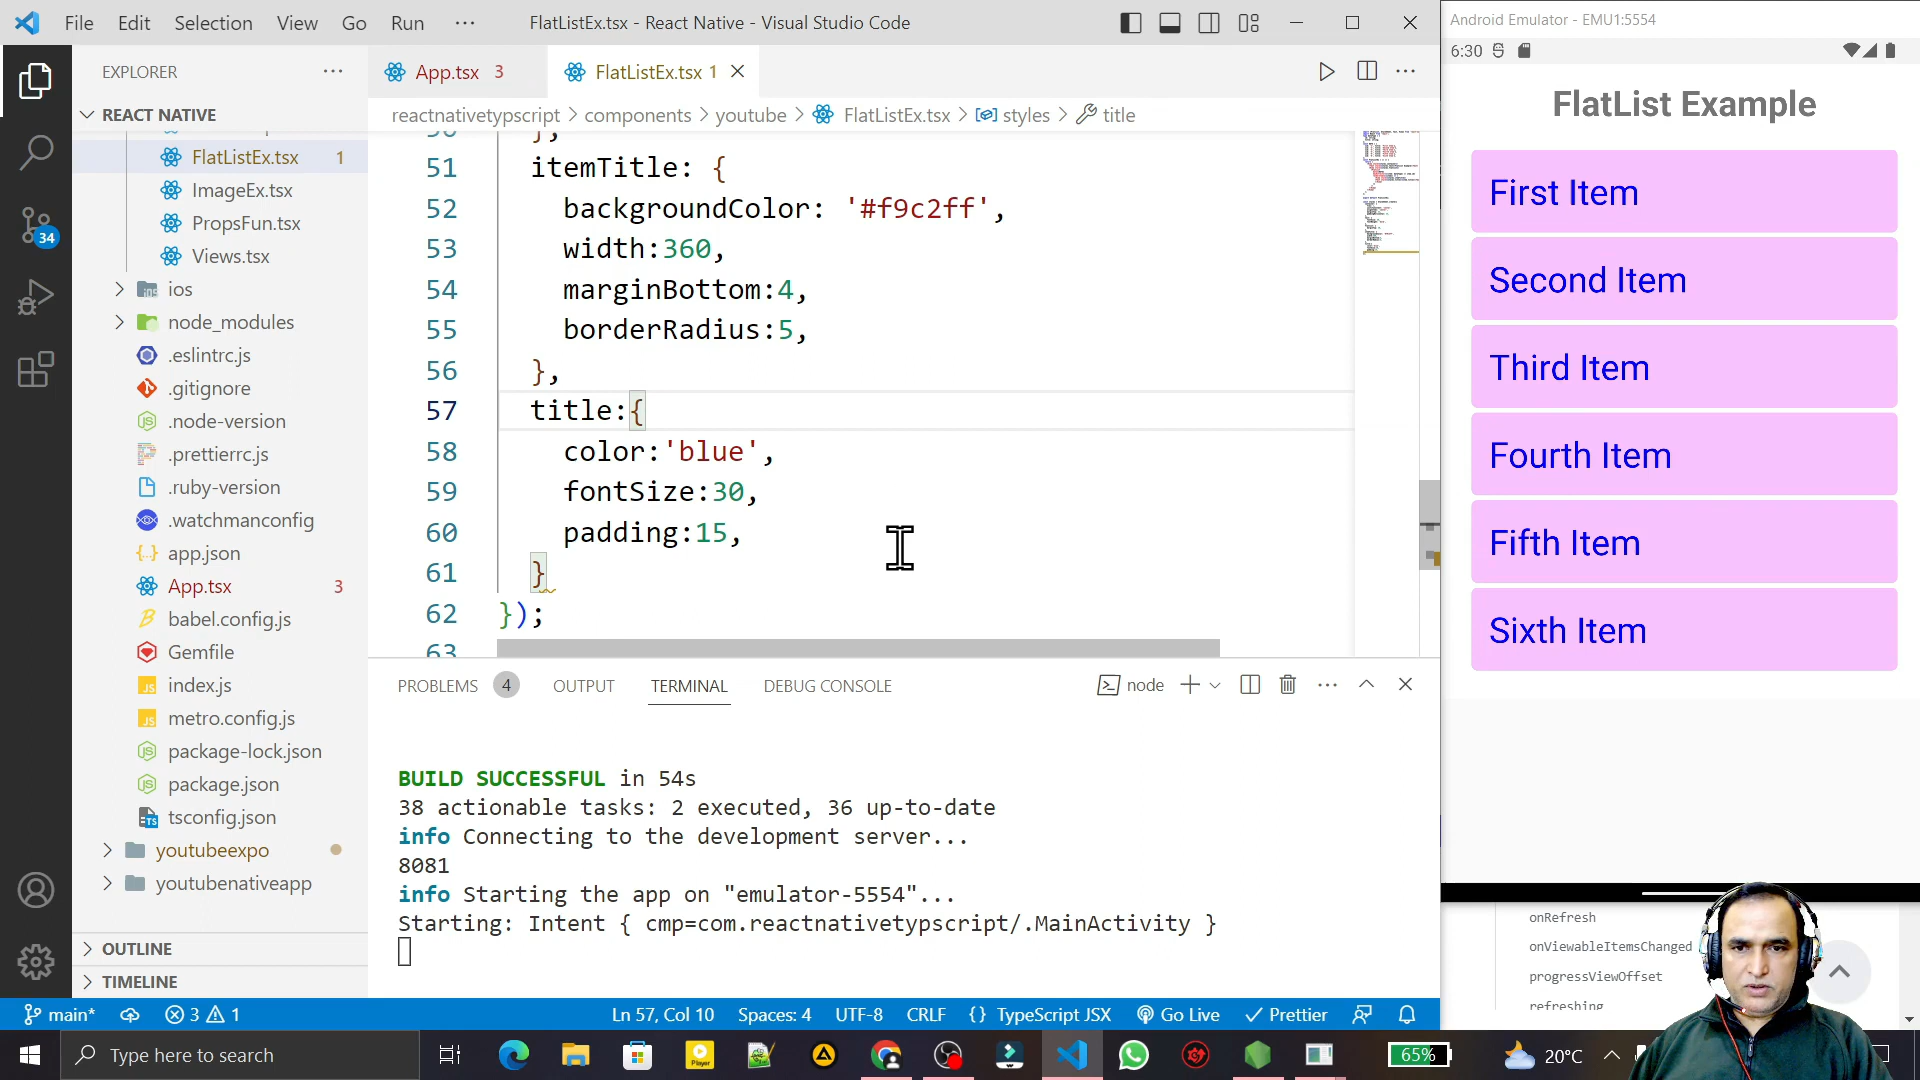 File Edit Selection View Go Run ··· FlatListEx.tsx - React Native - Visual Studio Code
EXPLORER ···
REACT NATIVE
FlatListEx.tsx 1
ImageEx.tsx
PropsFun.tsx
Views.tsx
ios
node_modules
.eslintrc.js
.gitignore
.node-version
.prettierrc.js
.ruby-version
.watchmanconfig
app.json
App.tsx 3
babel.config.js
Gemfile
index.js
metro.config.js
package-lock.json
package.json
tsconfig.json
youtubeexpo
youtubenativeapp
OUTLINE
TIMELINE
34
App.tsx 3 FlatListEx.tsx 1
reactnativetypscript > components > youtube > FlatListEx.tsx > styles > title
50 },
51 itemTitle: {
52 backgroundColor: '#f9c2ff',
53 width:360,
54 marginBottom:4,
55 borderRadius:5,
56 },
57 title:{
58 color:'blue',
59 fontSize:30,
60 padding:15,
61 }
62 });
63
PROBLEMS 4 OUTPUT TERMINAL DEBUG CONSOLE node
BUILD SUCCESSFUL in 54s
38 actionable tasks: 2 executed, 36 up-to-date
info Connecting to the development server...
8081
info Starting the app on "emulator-5554"...
Starting: Intent { cmp=com.reactnativetypscript/.MainActivity }
main* 3 1 Ln 57, Col 10 Spaces: 4 UTF-8 CRLF {} TypeScript JSX Go Live Prettier
Type here to search
65% 20°C
Android Emulator - EMU1:5554
6:30
FlatList Example
First Item
Second Item
Third Item
Fourth Item
Fifth Item
Sixth Item
onRefresh
onViewableItemsChanged
progressViewOffset
refreshing